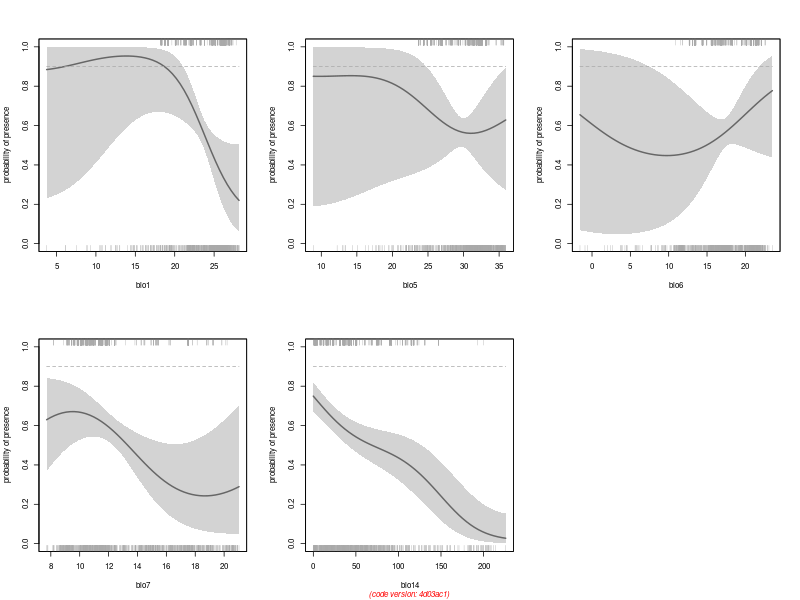 probability of presence
0.0 0.2 0.4 0.6 0.8 1.0
5 10 15 20 25
bio1
probability of presence
0.0 0.2 0.4 0.6 0.8 1.0
10 15 20 25 30 35
bio5
probability of presence
0.0 0.2 0.4 0.6 0.8 1.0
0 5 10 15 20
bio6
probability of presence
0.0 0.2 0.4 0.6 0.8 1.0
8 10 12 14 16 18 20
bio7
probability of presence
0.0 0.2 0.4 0.6 0.8 1.0
0 50 100 150 200
bio14
(code version: 4d03ac1)